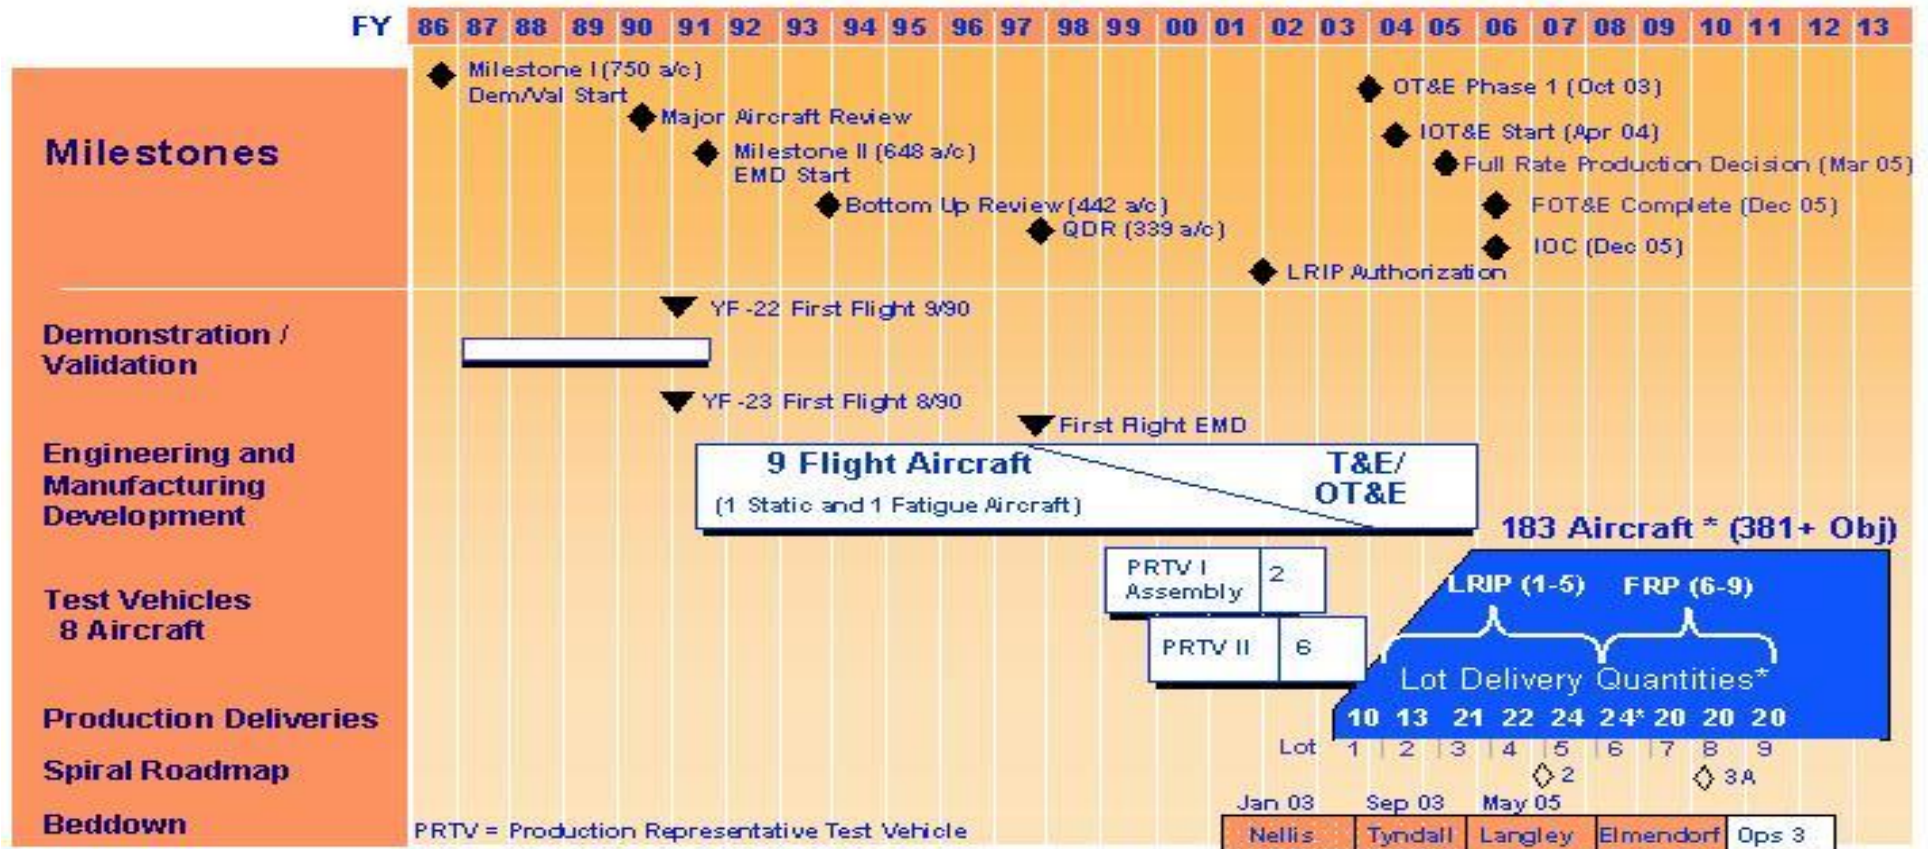 FY 86 87 88 89 90 91 92 93 94 95 96 97 98 99 00 01 02 03 04 05 06 07 08 09 10 11 12 13
Milestones
Milestone I (750 a/c)
Dem/Val Start
Major Aircraft Review
Milestone II (648 a/c)
EMD Start
Bottom Up Review (442 a/c)
QDR (339 a/c)
LRIP Authorization
OT&E Phase 1 (Oct 03)
IOT&E Start (Apr 04)
Full Rate Production Decision (Mar 05)
FOT&E Complete (Dec 05)
IOC (Dec 05)
Demonstration /
Validation
YF-22 First Flight 9/90
YF-23 First Flight 8/90
Engineering and
Manufacturing
Development
First Flight EMD
9 Flight Aircraft
(1 Static and 1 Fatigue Aircraft)
T&E/
OT&E
183 Aircraft * (381+ Obj)
Test Vehicles
8 Aircraft
PRTV I
Assembly
2
PRTV II
6
LRIP (1-5) FRP (6-9)
Lot Delivery Quantities*
Production Deliveries
10 13 21 22 24 24* 20 20 20
Lot 1 2 3 4 5 6 7 8 9
Spiral Roadmap
2 3A
Beddown
PRTV = Production Representative Test Vehicle
Jan 03 Sep 03 May 05
Nellis Tyndall Langley Elmendorf Ops 3